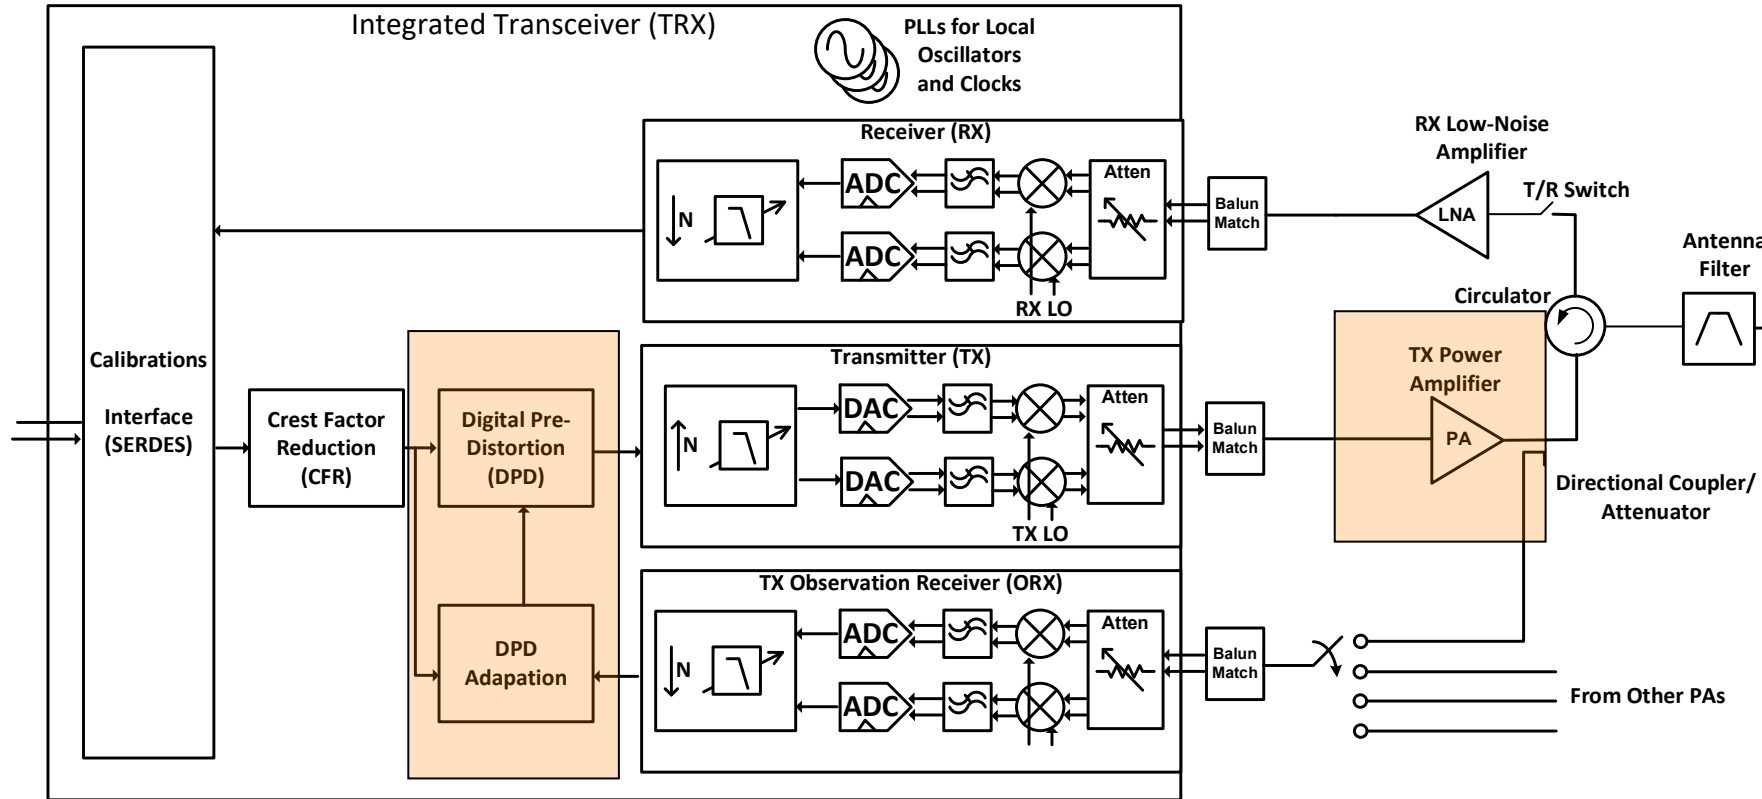 Integrated Transceiver (TRX)
PLLs for Local
Oscillators
and Clocks
Receiver (RX)
N
ADC
ADC
Atten
RX LO
Balun
Match
RX Low-Noise
Amplifier
LNA
T/R Switch
Antenna
Filter
Circulator
Calibrations
Interface
(SERDES)
Crest Factor
Reduction
(CFR)
Digital Pre-
Distortion
(DPD)
DPD
Adapation
Transmitter (TX)
N
DAC
DAC
Atten
TX LO
Balun
Match
TX Power
Amplifier
PA
Directional Coupler/
Attenuator
TX Observation Receiver (ORX)
N
ADC
ADC
Atten
Balun
Match
From Other PAs